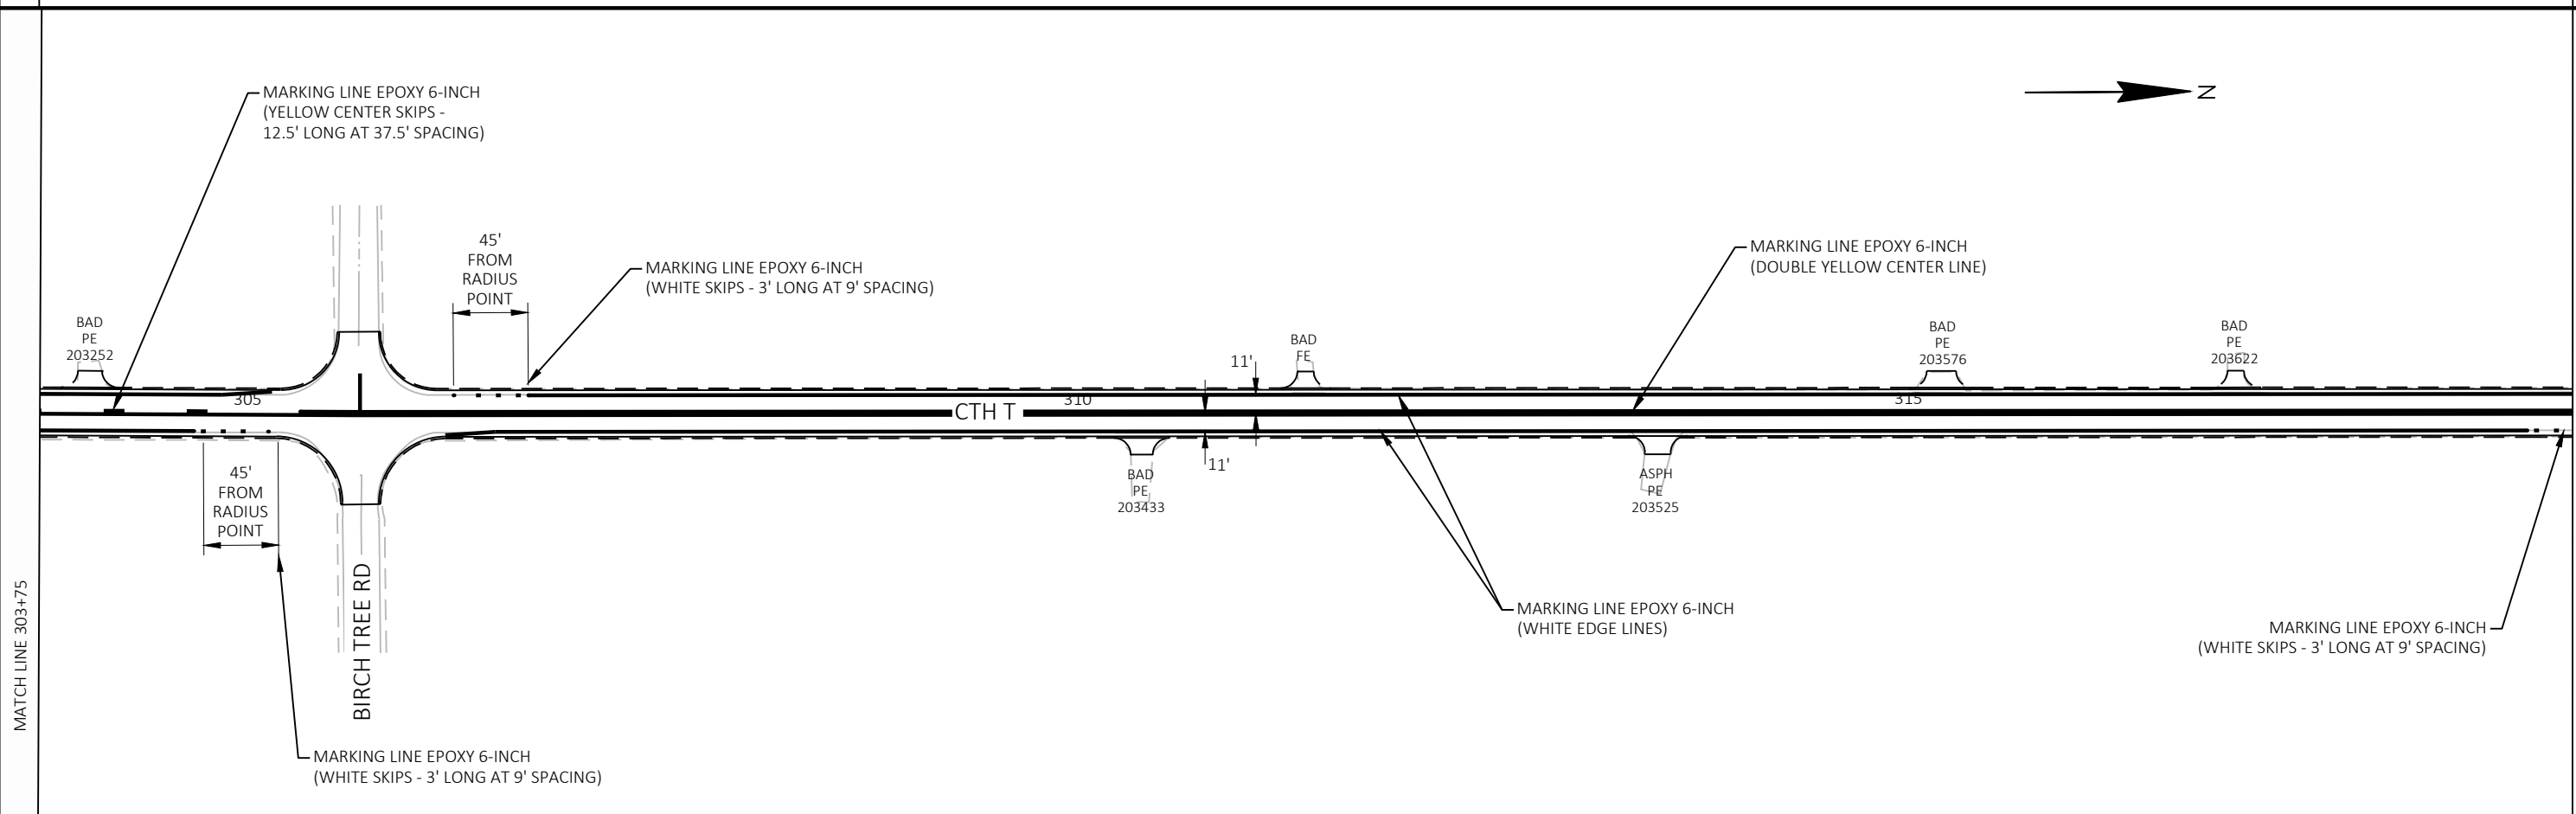 MARKING LINE EPOXY 6-INCH
(YELLOW CENTER SKIPS -
12.5' LONG AT 37.5' SPACING)
N
45'
FROM
RADIUS
POINT
MARKING LINE EPOXY 6-INCH
(WHITE SKIPS - 3' LONG AT 9' SPACING)
MARKING LINE EPOXY 6-INCH
(DOUBLE YELLOW CENTER LINE)
BAD
PE
203252
BAD
FE
11'
BAD
PE
203576
BAD
PE
203622
305
310
315
CTH T
11'
45'
FROM
RADIUS
POINT
BAD
PE
203433
ASPH
PE
203525
BIRCH TREE RD
MATCH LINE 303+75
MARKING LINE EPOXY 6-INCH
(WHITE EDGE LINES)
MARKING LINE EPOXY 6-INCH
(WHITE SKIPS - 3' LONG AT 9' SPACING)
MARKING LINE EPOXY 6-INCH
(WHITE SKIPS - 3' LONG AT 9' SPACING)